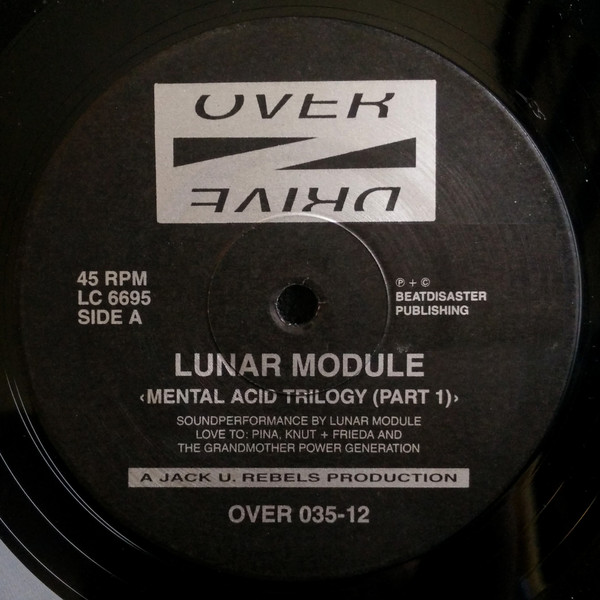 OVER
DRIVE
45 RPM
LC 6695
SIDE A
℗ + ©
BEATDISASTER
PUBLISHING
LUNAR MODULE
‹MENTAL ACID TRILOGY (PART 1)›
SOUNDPERFORMANCE BY LUNAR MODULE
LOVE TO: PINA, KNUT + FRIEDA AND
THE GRANDMOTHER POWER GENERATION
A JACK U. REBELS PRODUCTION
OVER 035-12